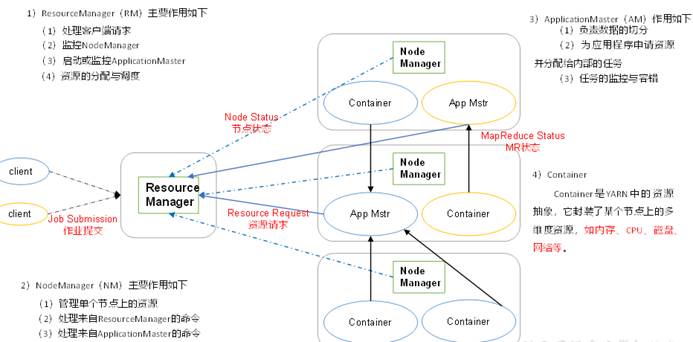 1）ResourceManager（RM）主要作用如下
（1）处理客户端请求
（2）监控NodeManager
（3）启动或监控ApplicationMaster
（4）资源的分配与调度
3）ApplicationMaster（AM）作用如下
（1）负责数据的切分
（2）为应用程序申请资源
并分配给内部的任务
（3）任务的监控与容错
Node
Manager
Container
App Mstr
Node Status
节点状态
MapReduce Status
MR状态
client
client
Job Submission
作业提交
Resource
Manager
Resource Request
资源请求
Node
Manager
App Mstr
Container
4）Container
Container是YARN中的资源
抽象，它封装了某个节点上的多
维度资源，如内存、CPU、磁盘、
网络等。
2）NodeManager（NM）主要作用如下
（1）管理单个节点上的资源
（2）处理来自ResourceManager的命令
（3）处理来自ApplicationMaster的命令
Node
Manager
Container
Container